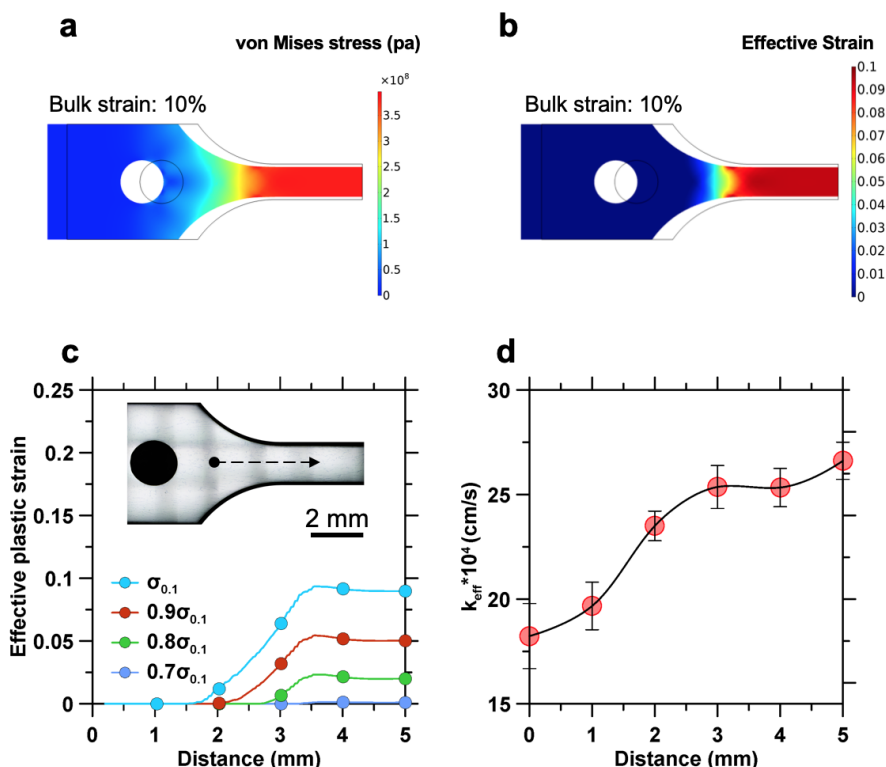 a
von Mises stress (pa)
×10⁸
Bulk strain: 10%
3.5
3
2.5
2
1.5
1
0.5
0
b
Effective Strain
Bulk strain: 10%
0.1
0.09
0.08
0.07
0.06
0.05
0.04
0.03
0.02
0.01
0
c
Effective plastic strain
0.25
0.2
0.15
0.1
0.05
0
2 mm
σ0.1
0.9σ0.1
0.8σ0.1
0.7σ0.1
0 1 2 3 4 5
Distance (mm)
d
keff*10⁴ (cm/s)
30
25
20
15
0 1 2 3 4 5
Distance (mm)